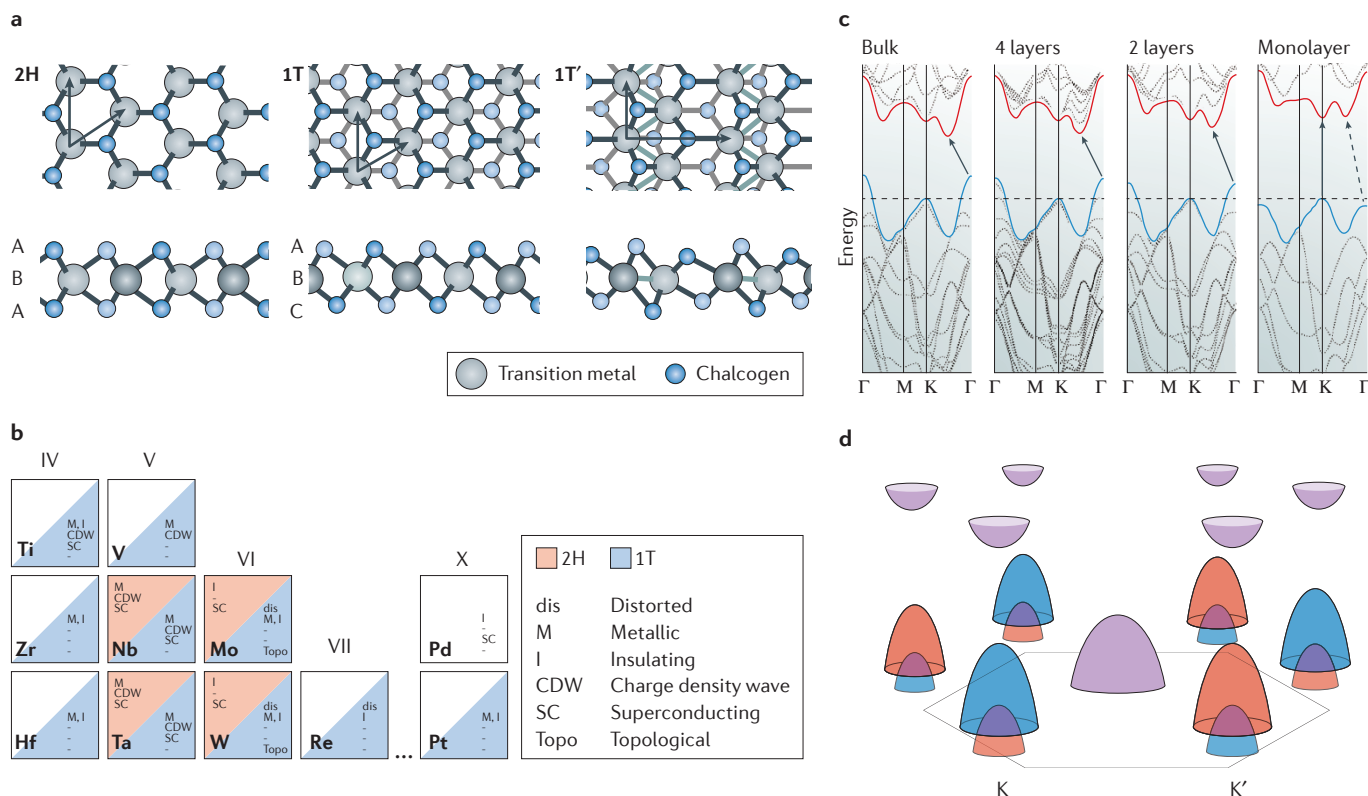 a
2H
1T
1T′
A
B
A
A
B
C
Transition metal
Chalcogen
b
IV
V
VI
VII
X
Ti
M, I
CDW
SC
-
V
M
CDW
-
-
Zr
M, I
-
-
-
Nb
M
CDW
SC
M
CDW
SC
-
Mo
I
-
SC
dis
M, I
-
-
Topo
Pd
I
-
SC
-
Hf
M, I
-
-
-
Ta
M
CDW
SC
M
CDW
SC
-
W
I
-
SC
dis
M, I
-
-
Topo
Re
dis
I
-
-
-
...
Pt
M, I
-
-
-
2H
1T
dis Distorted
M Metallic
I Insulating
CDW Charge density wave
SC Superconducting
Topo Topological
c
Bulk
4 layers
2 layers
Monolayer
Energy
Γ M K Γ
Γ M K Γ
Γ M K Γ
Γ M K Γ
d
K
K′